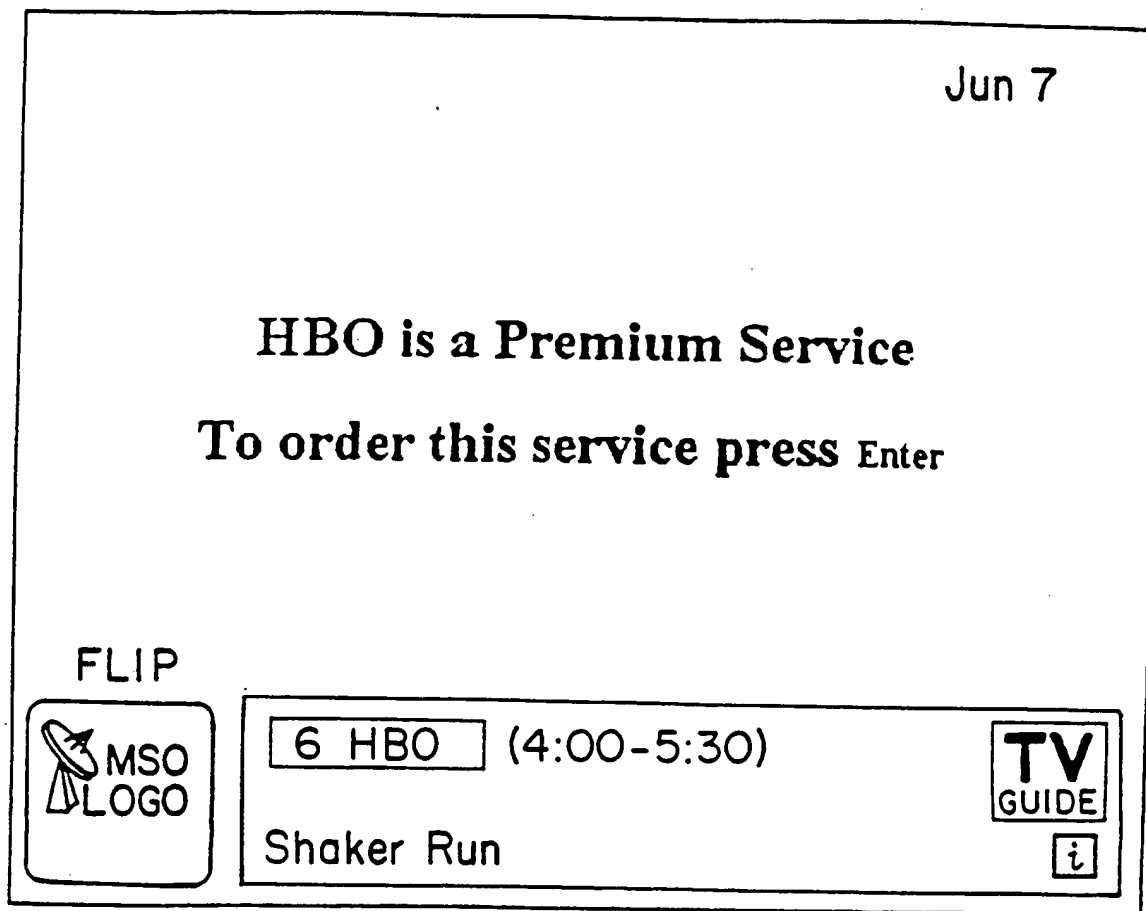 Jun 7
HBO is a Premium Service
To order this service press Enter
FLIP
MSO
LOGO
6 HBO (4:00-5:30)
Shaker Run
TV
GUIDE
i